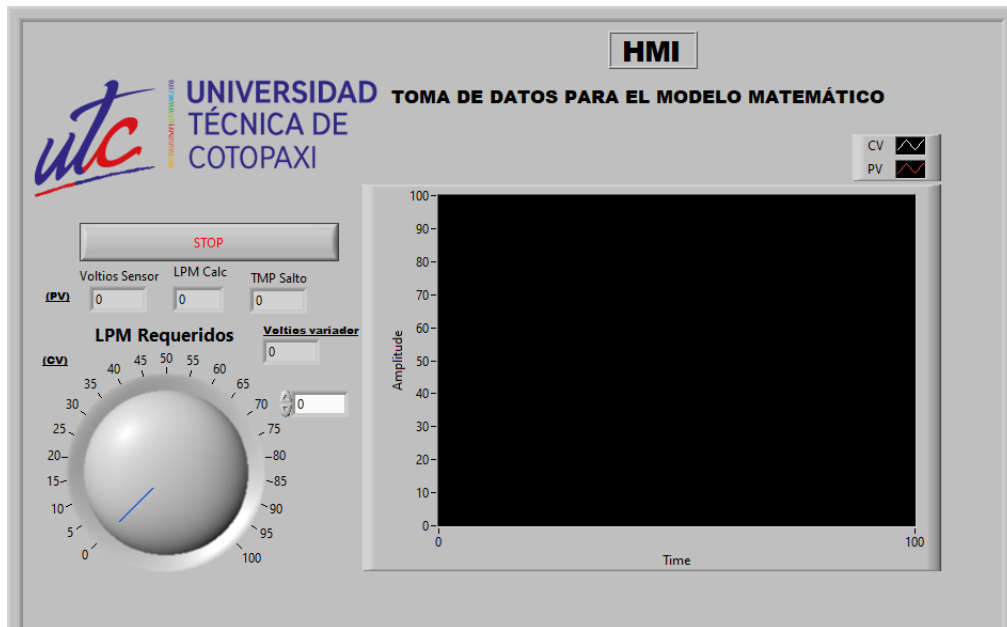 HMI
utc
UNIVERSIDAD
TÉCNICA DE
COTOPAXI
TOMA DE DATOS PARA EL MODELO MATEMÁTICO
CV
PV
STOP
Voltios Sensor
LPM Calc
TMP Salto
(PV)
0
0
0
LPM Requeridos
Voltios variador
0
(CV)
0
0
5
10
15
20
25
30
35
40
45
50
55
60
65
70
75
80
85
90
95
100
100
90
80
70
60
50
40
30
20
10
0
Amplitude
0
100
Time